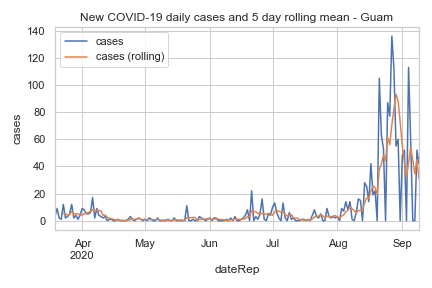 New COVID-19 daily cases and 5 day rolling mean - Guam
cases
cases (rolling)
140
120
100
80
60
40
20
0
cases
Apr
2020
May
Jun
Jul
Aug
Sep
dateRep